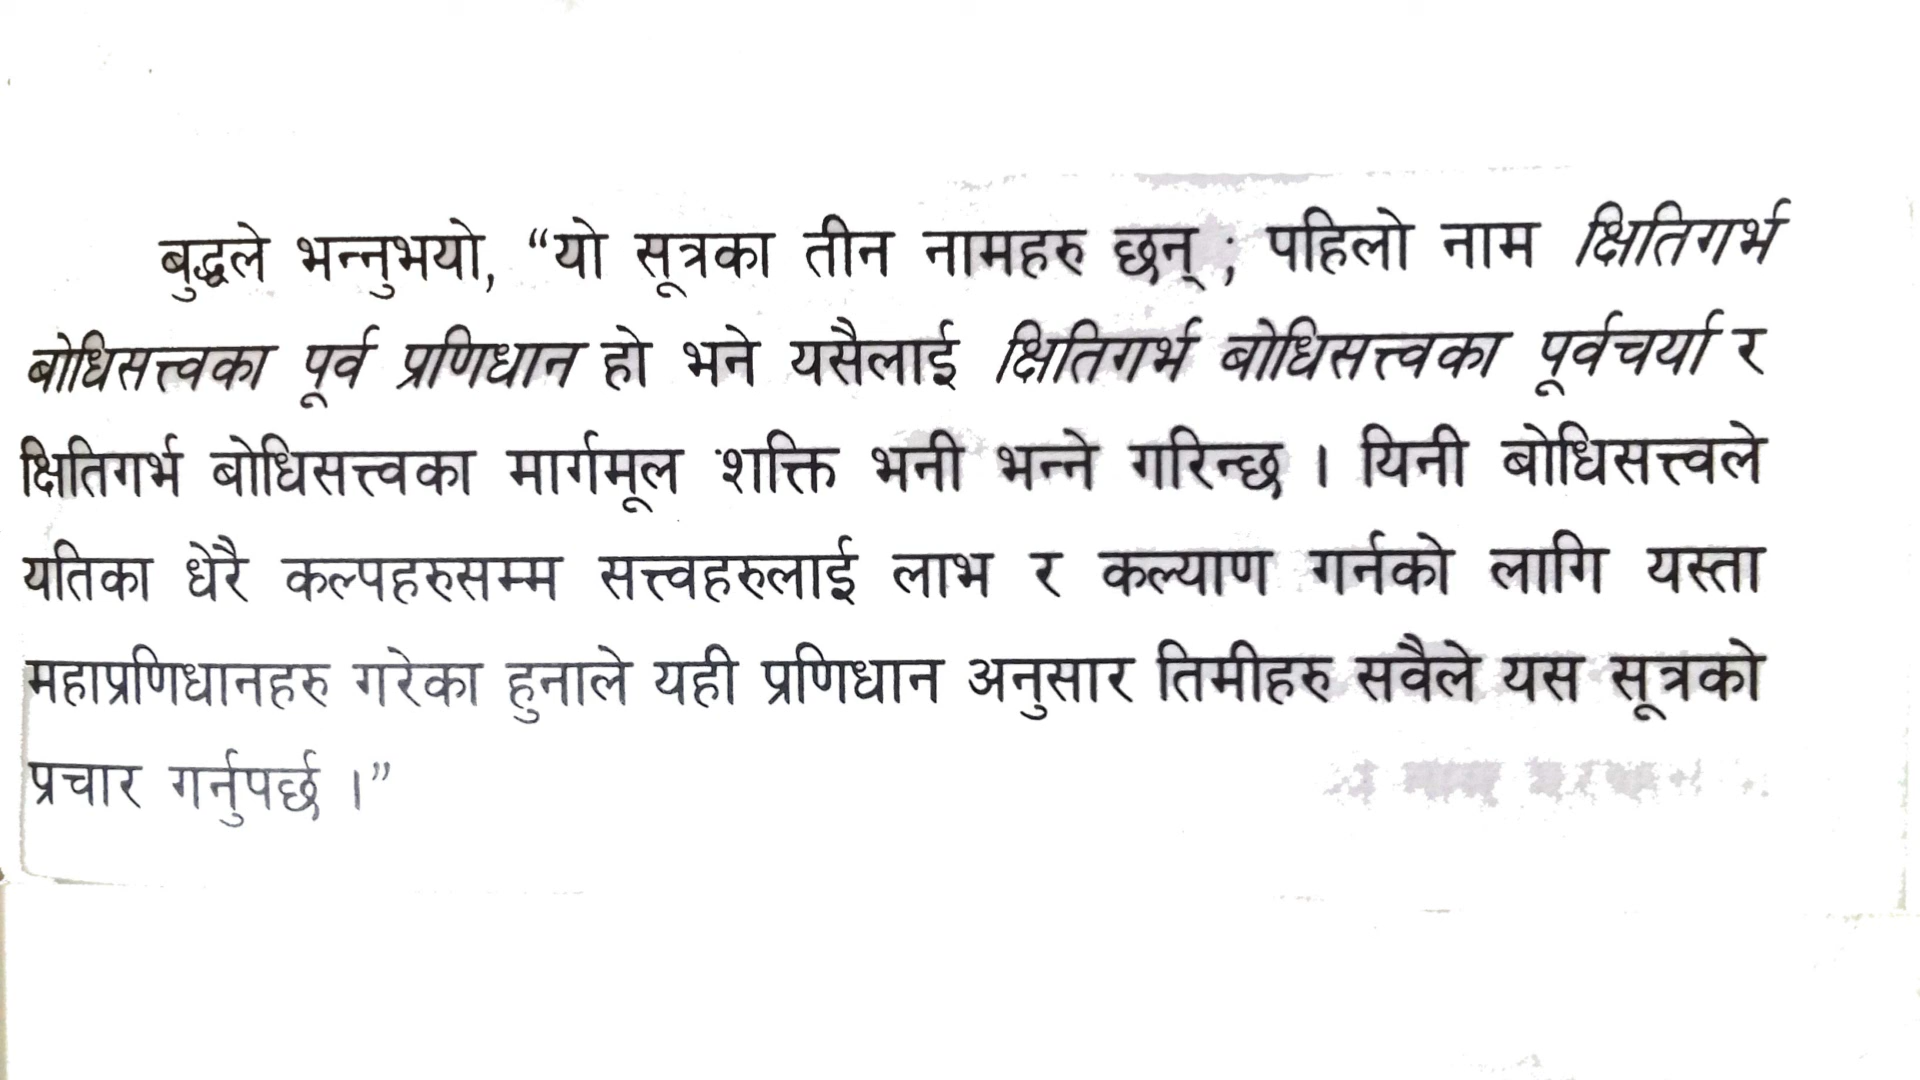 बुद्धले भन्नुभयो, “यो सूत्रका तीन नामहरु छन् ; पहिलो नाम क्षितिगर्भ
बोधिसत्त्वका पूर्व प्रणिधान हो भने यसैलाई क्षितिगर्भ बोधिसत्त्वका पूर्वचर्या र
क्षितिगर्भ बोधिसत्त्वका मार्गमूल शक्ति भनी भन्ने गरिन्छ । यिनी बोधिसत्त्वले
यतिका धेरै कल्पहरुसम्म सत्त्वहरुलाई लाभ र कल्याण गर्नको लागि यस्ता
महाप्रणिधानहरु गरेका हुनाले यही प्रणिधान अनुसार तिमीहरु सवैले यस सूत्रको
प्रचार गर्नुपर्छ ।”